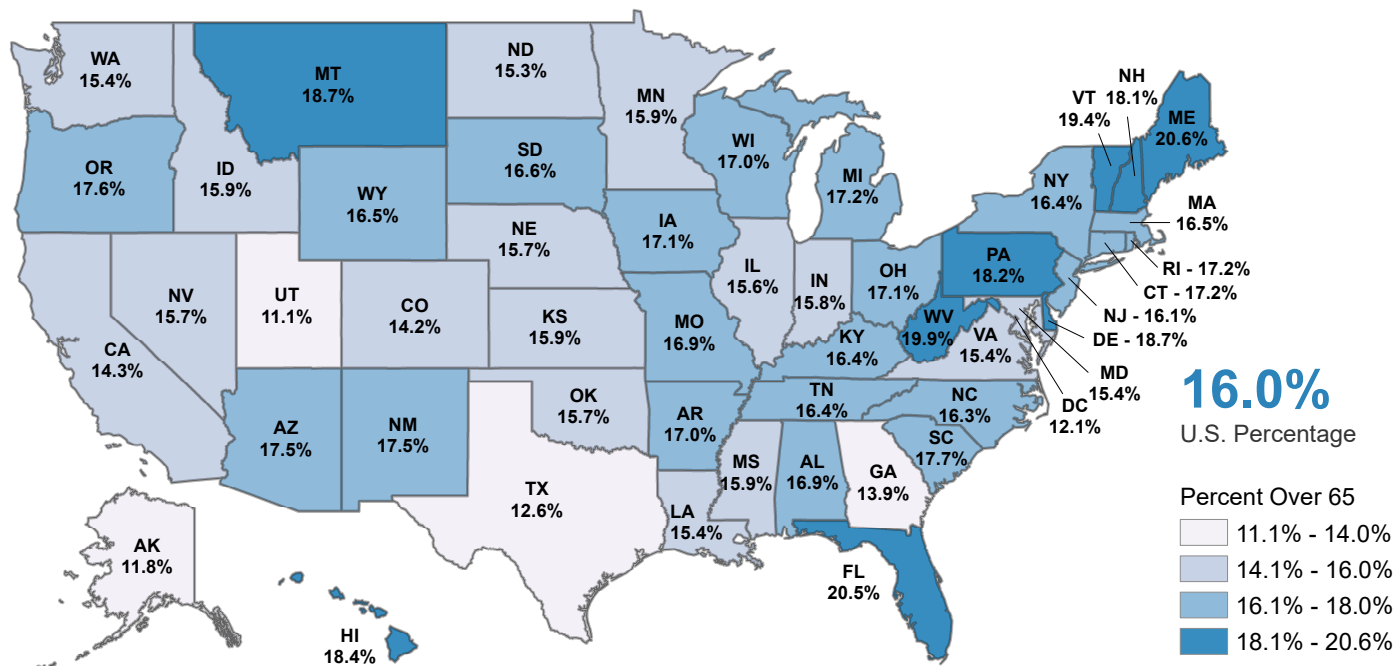 WA
15.4%
MT
18.7%
ND
15.3%
MN
15.9%
OR
17.6%
ID
15.9%
WY
16.5%
SD
16.6%
WI
17.0%
MI
17.2%
NY
16.4%
VT
19.4%
NH
18.1%
ME
20.6%
MA
16.5%
RI - 17.2%
CT - 17.2%
NJ - 16.1%
DE - 18.7%
MD
15.4%
DC
12.1%
CA
14.3%
NV
15.7%
UT
11.1%
CO
14.2%
NE
15.7%
KS
15.9%
IA
17.1%
MO
16.9%
IL
15.6%
IN
15.8%
OH
17.1%
PA
18.2%
WV
19.9%
VA
15.4%
KY
16.4%
TN
16.4%
NC
16.3%
SC
17.7%
AZ
17.5%
NM
17.5%
OK
15.7%
AR
17.0%
TX
12.6%
LA
15.4%
MS
15.9%
AL
16.9%
GA
13.9%
FL
20.5%
AK
11.8%
HI
18.4%
16.0%
U.S. Percentage
Percent Over 65
11.1% - 14.0%
14.1% - 16.0%
16.1% - 18.0%
18.1% - 20.6%